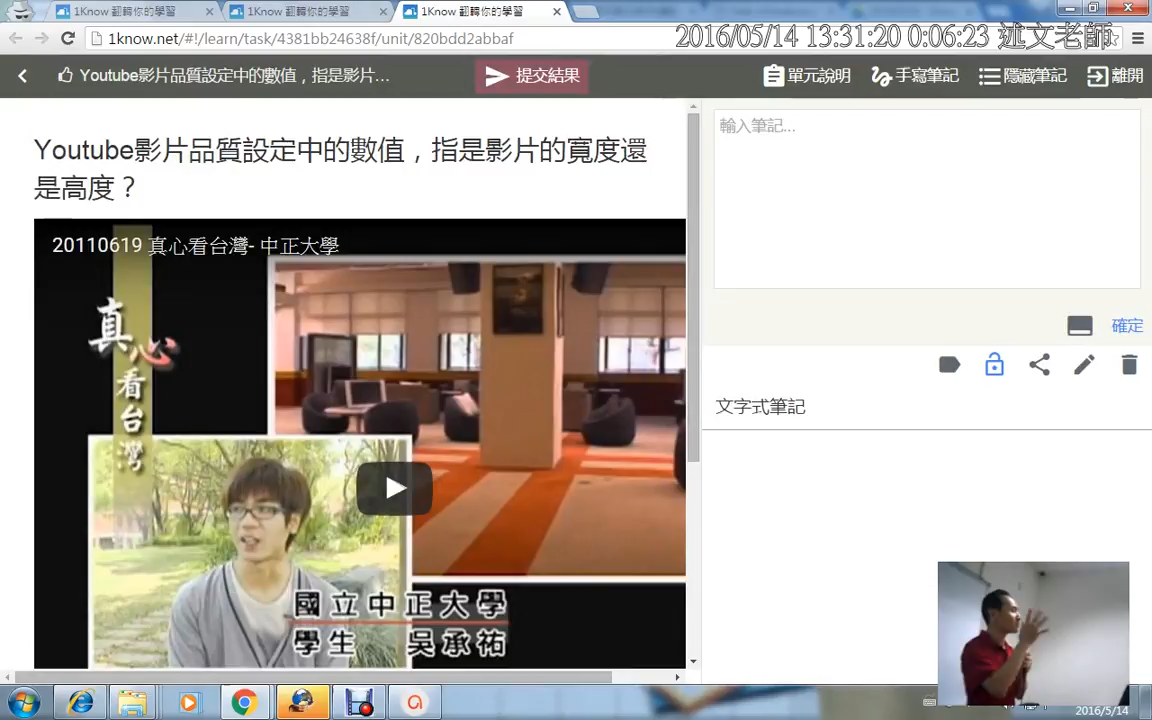 1Know 翻轉你的學習
1Know 翻轉你的學習
1Know 翻轉你的學習
1know.net/#!/learn/task/4381bb24638f/unit/820bdd2abbaf
2016/05/14 13:31:20 0:06:23 述文老師
Youtube影片品質設定中的數值，指是影片...
提交結果
單元說明
手寫筆記
隱藏筆記
離開
Youtube影片品質設定中的數值，指是影片的寬度還
是高度？
輸入筆記...
確定
文字式筆記
20110619 真心看台灣- 中正大學
真心看台灣
國立中正大學
學生 吳承祐
2016/5/14